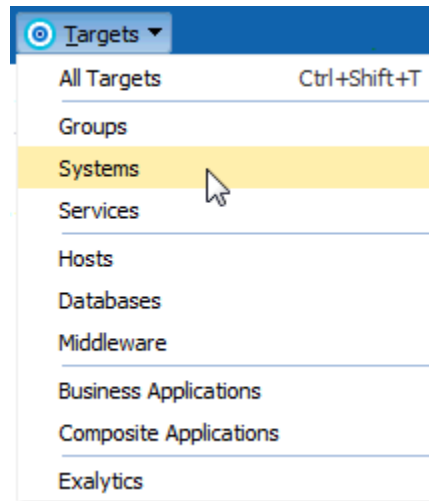 Targets
All Targets Ctrl+Shift+T
Groups
Systems
Services
Hosts
Databases
Middleware
Business Applications
Composite Applications
Exalytics